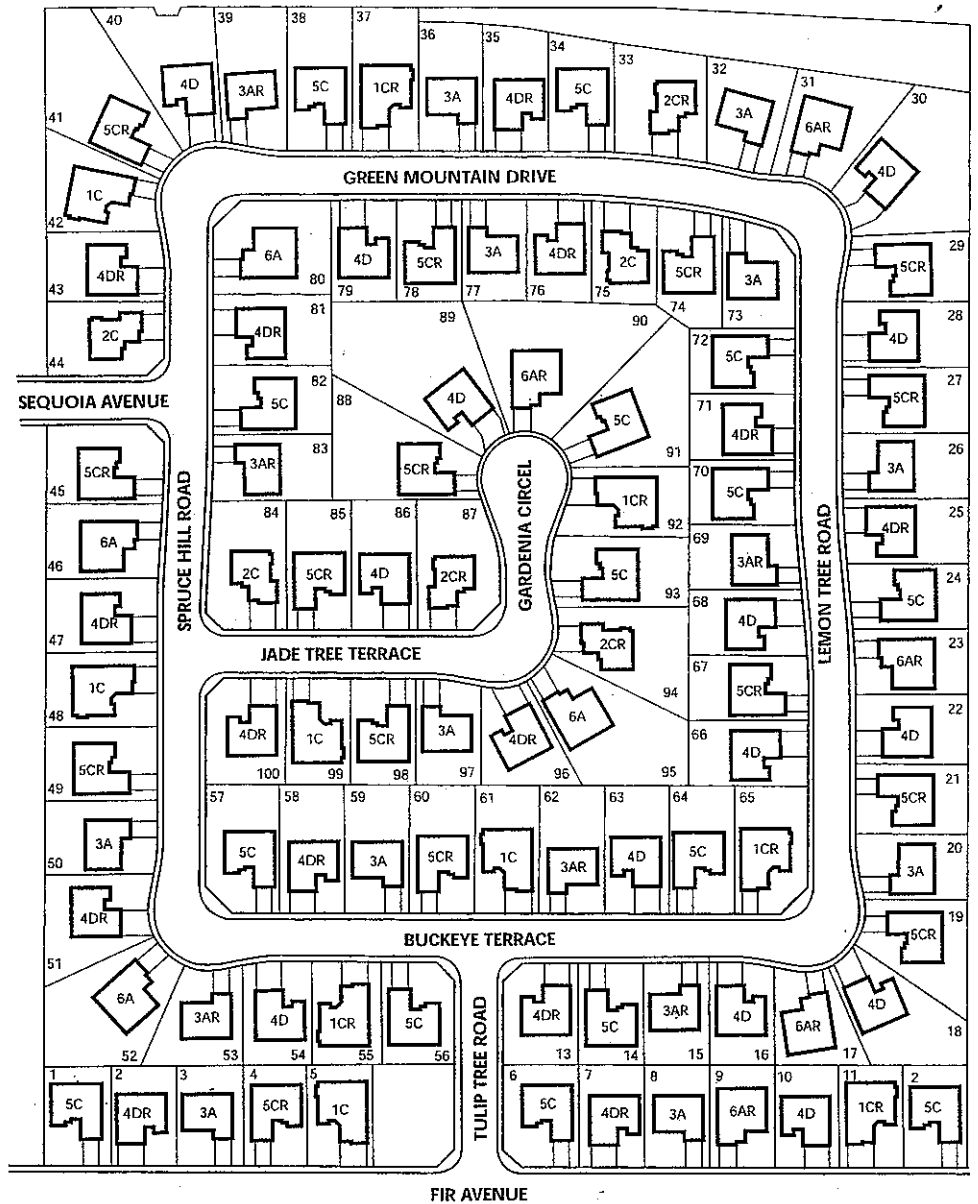 40 39 38 37 36 35 34 33 32 31 30
4D 3AR 5C 1CR 3A 4DR 5C 2CR 3A 6AR 4D
41 5CR
1C
42
GREEN MOUNTAIN DRIVE
4DR
43
2C
44
SEQUOIA AVENUE
6A
80
4D
79
5CR
78
3A
77
4DR
76
2C
75
5CR
74
3A
73
5CR
29
4D
28
5CR
27
3A
26
4DR
25
5C
24
6AR
23
4D
22
5CR
21
3A
20
5CR
19
4DR
81
5C
82
3AR
83
88
5CR
89
4D
90
6AR
5C
91
1CR
92
5C
93
2CR
94
72
5C
71
4DR
70
5C
69
3AR
68
4D
67
5CR
66
4D
LEMON TREE ROAD
GARDENIA CIRCEL
SPRUCE HILL ROAD
5CR
45
6A
46
4DR
47
1C
48
5CR
49
3A
50
4DR
51
84 85 86 87
2C 5CR 4D 2CR
JADE TREE TERRACE
4DR 1C 5CR 3A 4DR 6A
100 99 98 97 96 95
57 58 59 60 61 62 63 64 65
5C 4DR 3A 5CR 1C 3AR 4D 5C 1CR
BUCKEYE TERRACE
6A 3AR 4D 1CR 5C
52 53 54 55 56
TULIP TREE ROAD
4DR 5C 3AR 4D 6AR 4D
13 14 15 16 17 18
1 2 3 4 5
5C 4DR 3A 5CR 1C
6 7 8 9 10 11 2
5C 4DR 3A 6AR 4D 1CR 5C
FIR AVENUE